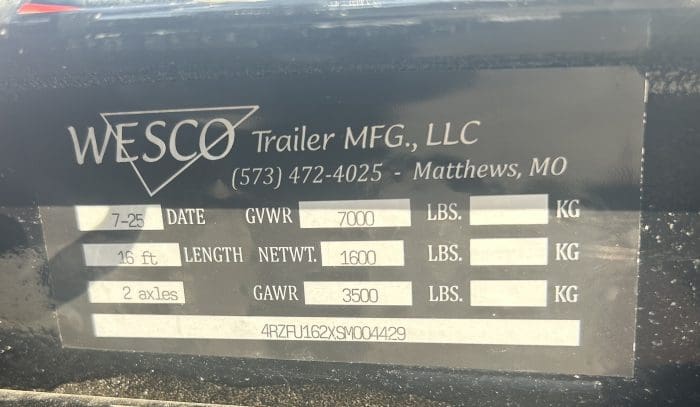 WESCO Trailer MFG., LLC
(573) 472-4025 - Matthews, MO
7-25 DATE GVWR 7000 LBS. KG
16 ft LENGTH NETWT. 1600 LBS. KG
2 axles GAWR 3500 LBS. KG
4RZFU162XSM004429